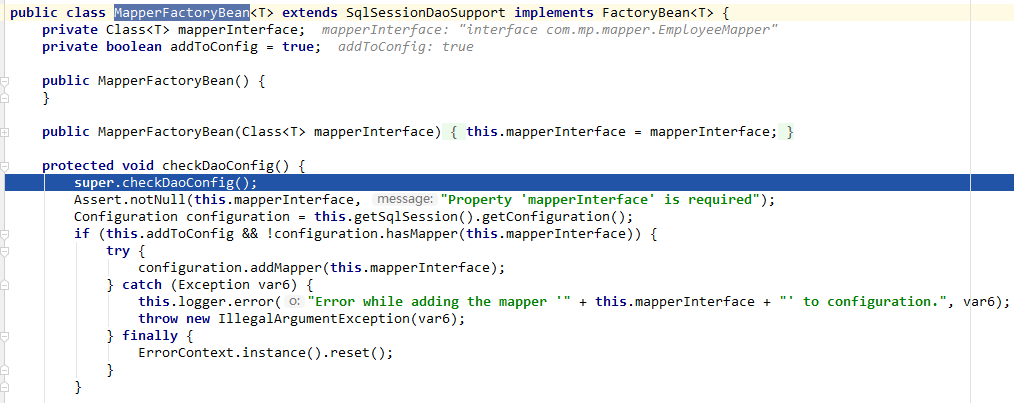 public class MapperFactoryBean<T> extends SqlSessionDaoSupport implements FactoryBean<T> {
    private Class<T> mapperInterface;  mapperInterface: "interface com.mp.mapper.EmployeeMapper"
    private boolean addToConfig = true;  addToConfig: true
    public MapperFactoryBean() {
    }
    public MapperFactoryBean(Class<T> mapperInterface) { this.mapperInterface = mapperInterface; }
    protected void checkDaoConfig() {
        super.checkDaoConfig();
        Assert.notNull(this.mapperInterface, message: "Property 'mapperInterface' is required");
        Configuration configuration = this.getSqlSession().getConfiguration();
        if (this.addToConfig && !configuration.hasMapper(this.mapperInterface)) {
            try {
                configuration.addMapper(this.mapperInterface);
            } catch (Exception var6) {
                this.logger.error( o: "Error while adding the mapper '" + this.mapperInterface + "' to configuration.", var6);
                throw new IllegalArgumentException(var6);
            } finally {
                ErrorContext.instance().reset();
            }
        }